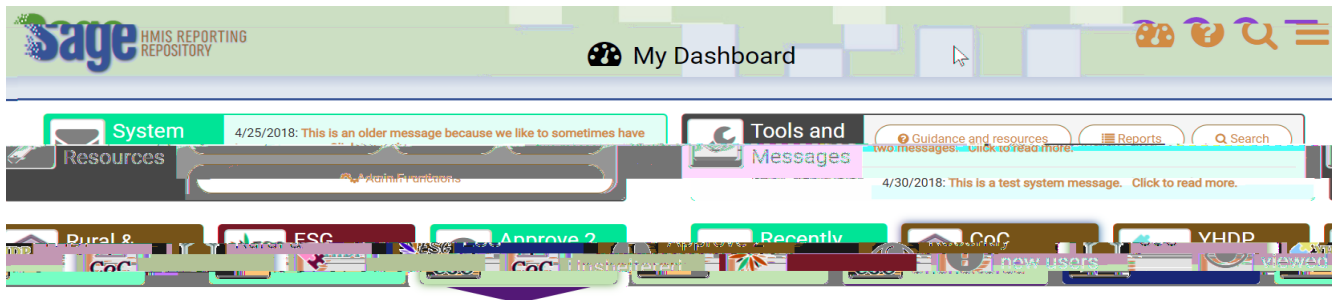 Sage HMIS REPORTING
REPOSITORY
My Dashboard
System
4/25/2018: This is an older message because we like to sometimes have
Tools and
Guidance and resources
Reports
Search
Resources
Messages
two messages. Click to read more.
Admin Functions
4/30/2018: This is a test system message. Click to read more.
Rural &
ESG
Approve 2
Recently
CoC
YHDP
CoC
CoC
Unsheltered
new users
viewed